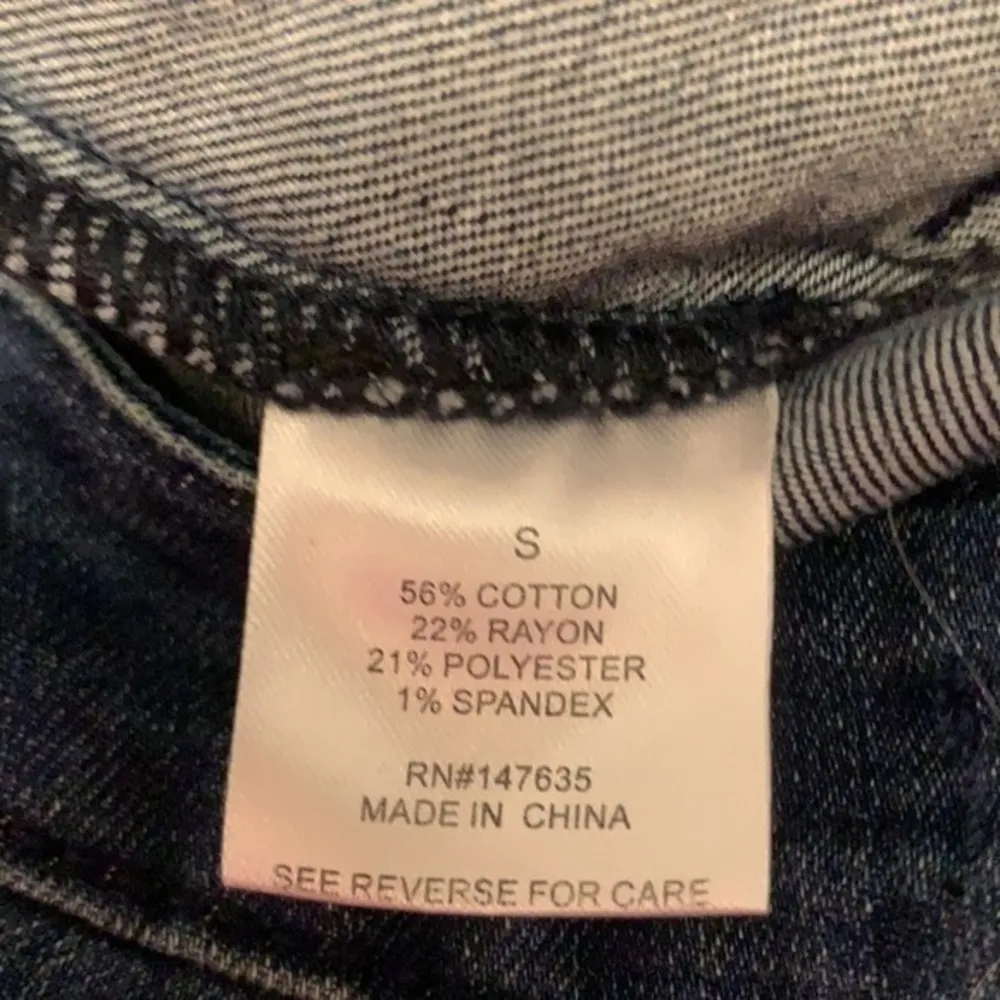 S
56% COTTON
22% RAYON
21% POLYESTER
1% SPANDEX
RN#147635
MADE IN CHINA
SEE REVERSE FOR CARE